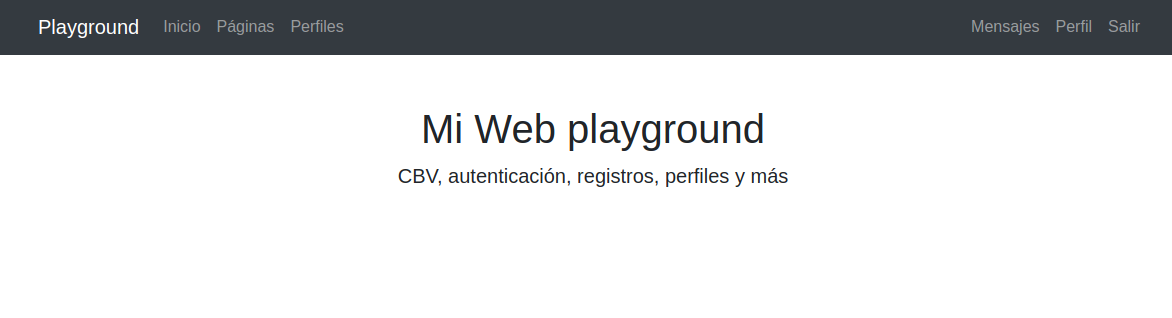 Playground Inicio Páginas Perfiles Mensajes Perfil Salir
Mi Web playground
CBV, autenticación, registros, perfiles y más